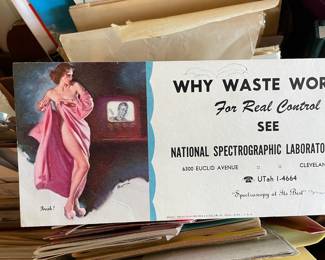 WHY WASTE WOR
For Real Control
SEE
NATIONAL SPECTROGRAPHIC LABORATO
6300 EUCLID AVENUE CLEVELAN
☎ UTah 1-4664
"Spectroscopy at Its Best"
Fresh!